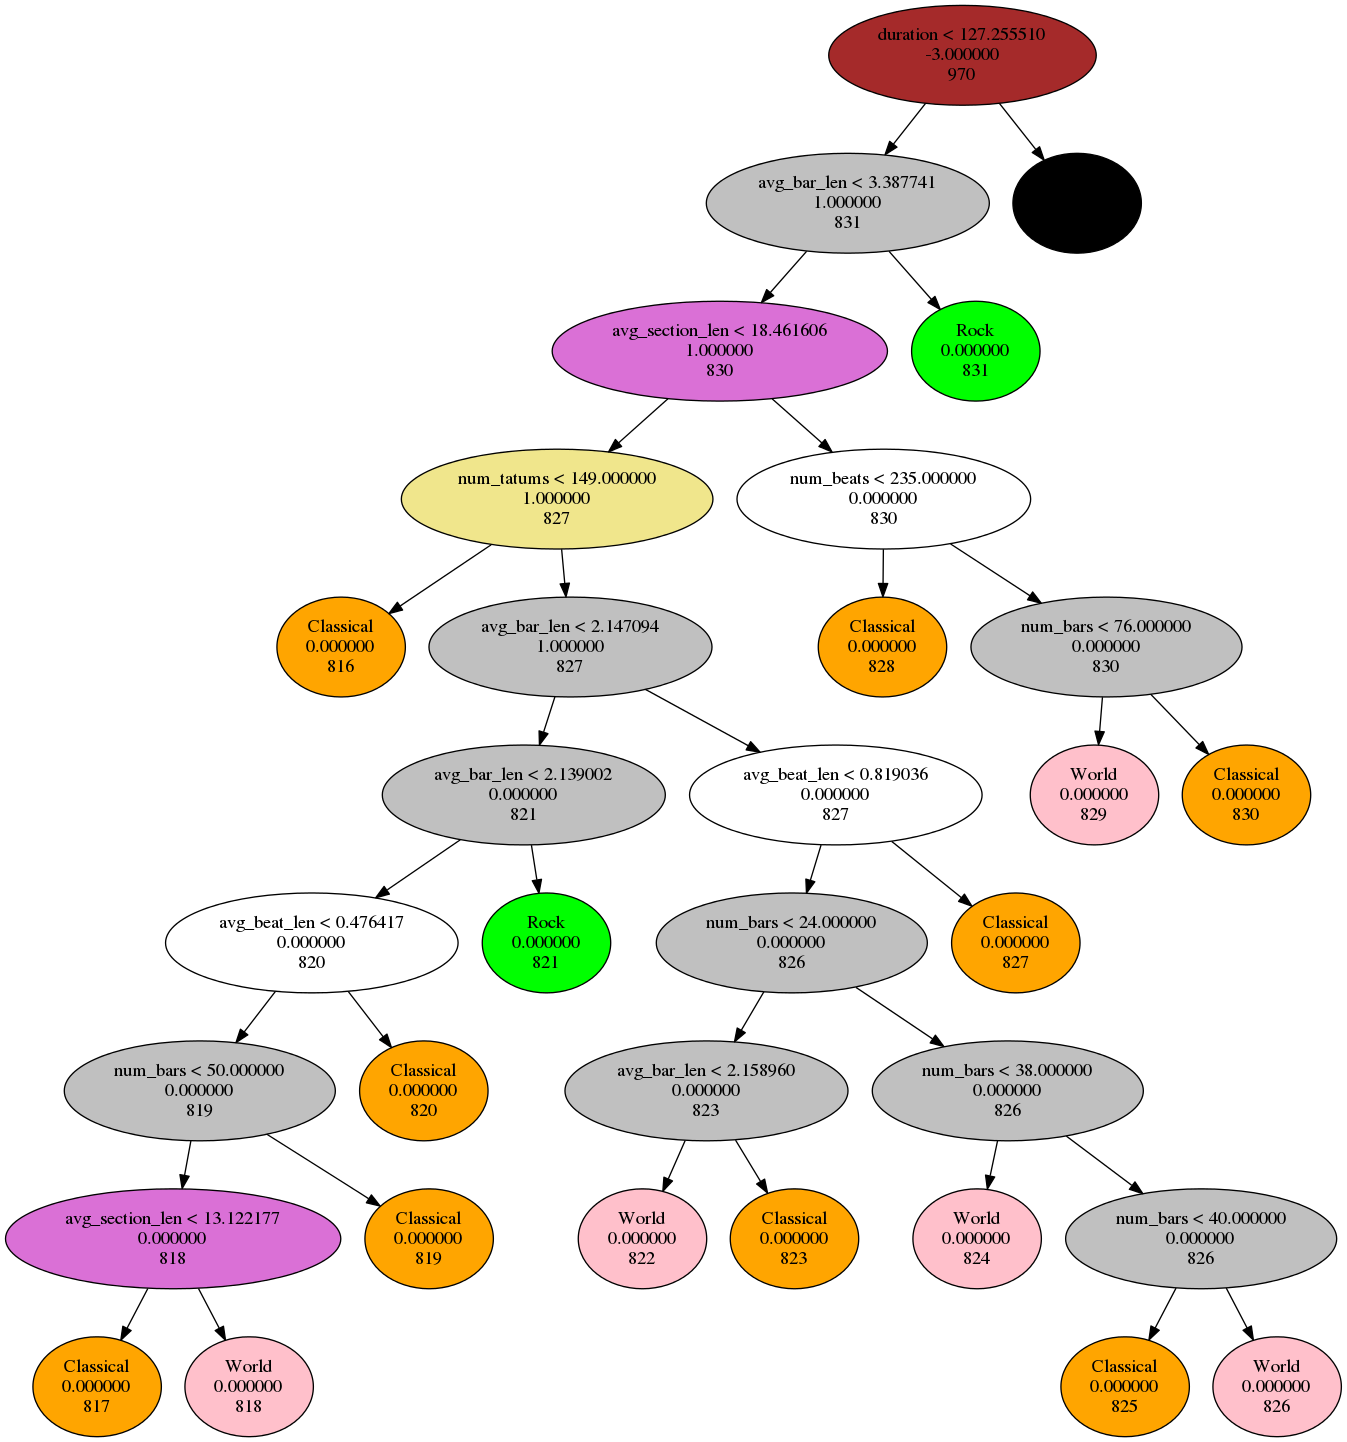 duration < 127.255510
-3.000000
970
avg_bar_len < 3.387741
1.000000
831
avg_section_len < 18.461606
1.000000
830
Rock
0.000000
831
num_tatums < 149.000000
1.000000
827
num_beats < 235.000000
0.000000
830
Classical
0.000000
816
avg_bar_len < 2.147094
1.000000
827
Classical
0.000000
828
num_bars < 76.000000
0.000000
830
avg_bar_len < 2.139002
0.000000
821
avg_beat_len < 0.819036
0.000000
827
World
0.000000
829
Classical
0.000000
830
avg_beat_len < 0.476417
0.000000
820
Rock
0.000000
821
num_bars < 24.000000
0.000000
826
Classical
0.000000
827
num_bars < 50.000000
0.000000
819
Classical
0.000000
820
avg_bar_len < 2.158960
0.000000
823
num_bars < 38.000000
0.000000
826
avg_section_len < 13.122177
0.000000
818
Classical
0.000000
819
World
0.000000
822
Classical
0.000000
823
World
0.000000
824
num_bars < 40.000000
0.000000
826
Classical
0.000000
817
World
0.000000
818
Classical
0.000000
825
World
0.000000
826